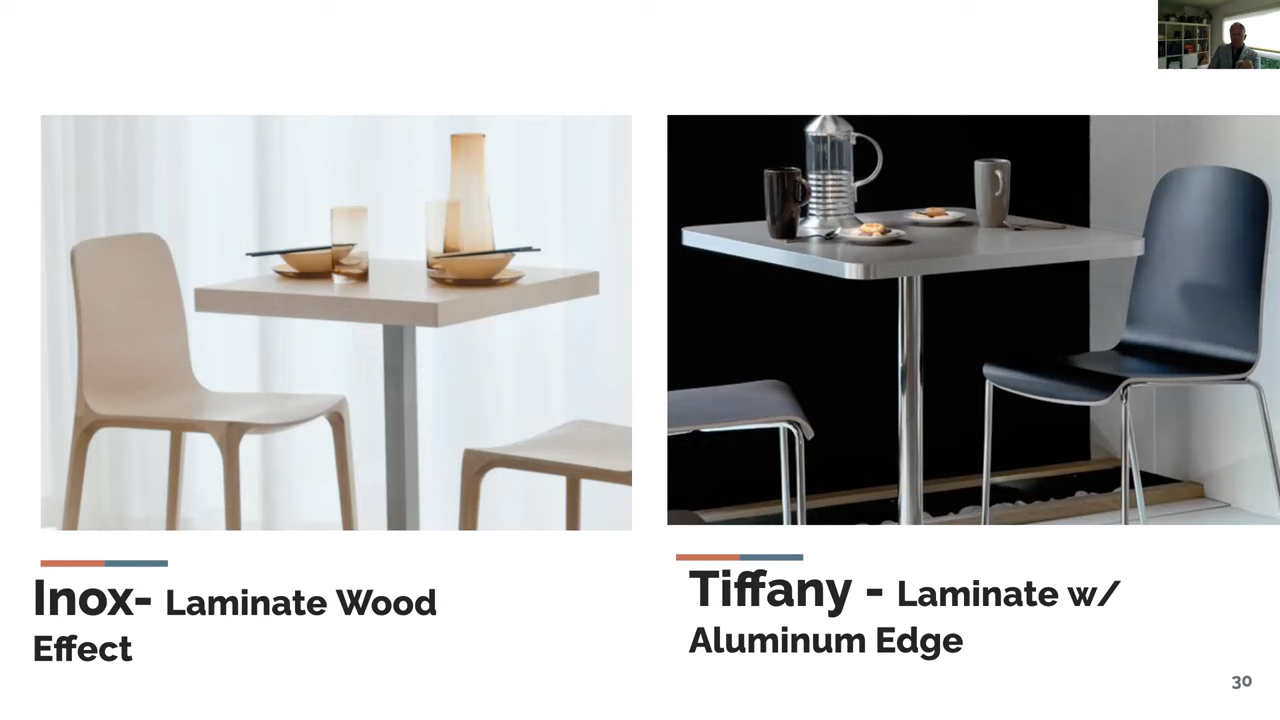 Inox- Laminate Wood
Effect
Tiffany - Laminate w/
Aluminum Edge
30